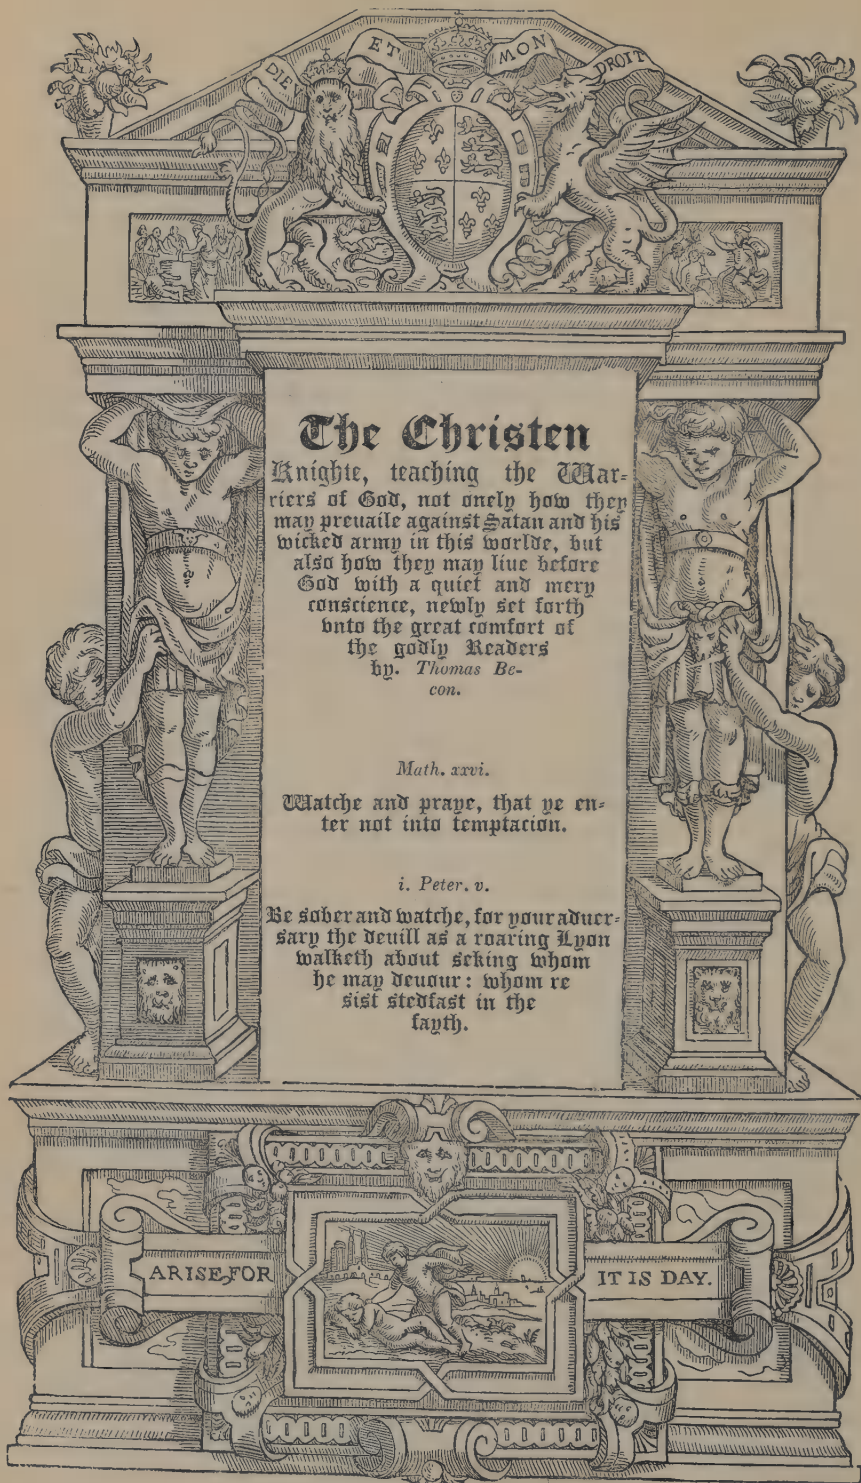 DIEV ET MON DROIT
The Christen
Knighte, teaching the War=
riers of God, not onely how they
may preuaile against Satan and his
wicked army in this worlde, but
also how they may liue before
God with a quiet and mery
conscience, newly set forth
vnto the great comfort of
the godly Readers
by. Thomas Be-
con.
Math. xxvi.
Watche and praye, that ye en=
ter not into temptacion.
i. Peter. v.
Be sober and watche, for your aduer=
sary the deuill as a roaring Lyon
walketh about seking whom
he may deuour: whom re
sist stedfast in the
fayth.
ARISE, FOR IT IS DAY.